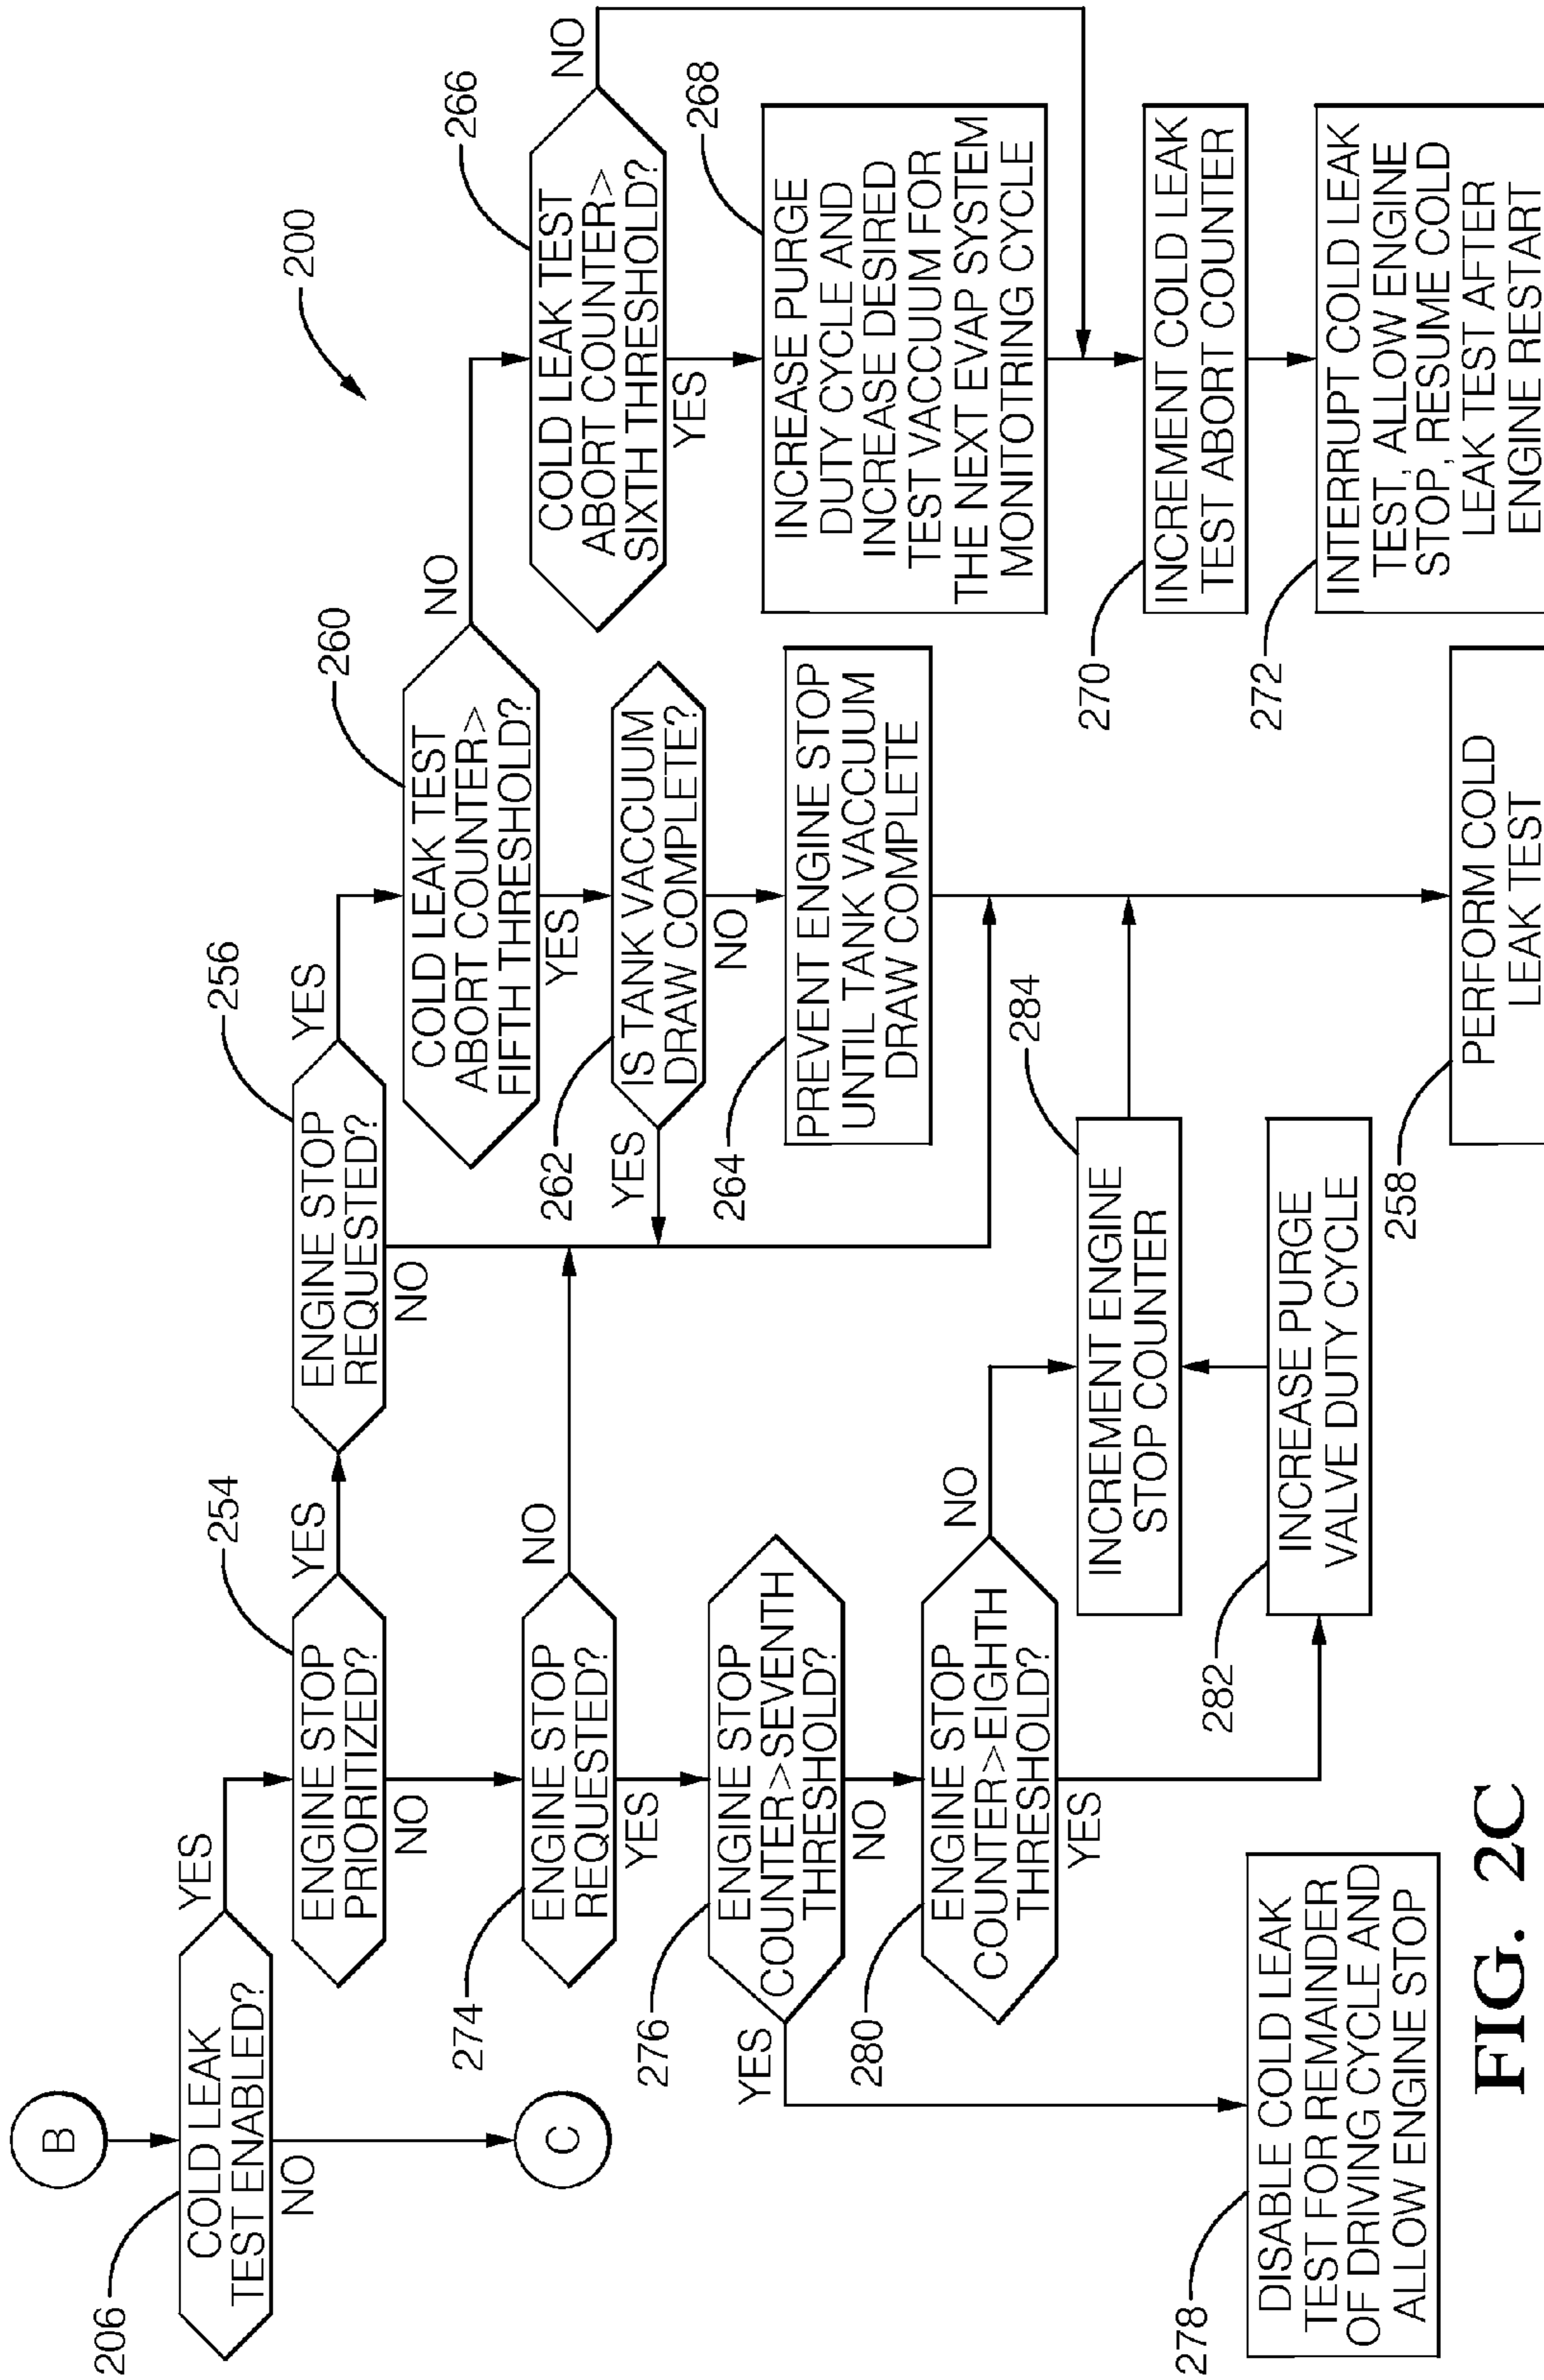 200
B
206
COLD LEAK
TEST ENABLED?
YES
NO
C
254
ENGINE STOP
PRIORITIZED?
YES
NO
256
ENGINE STOP
REQUESTED?
YES
NO
260
COLD LEAK TEST
ABORT COUNTER>
FIFTH THRESHOLD?
NO
YES
262
IS TANK VACCUUM
DRAW COMPLETE?
YES
NO
264
PREVENT ENGINE STOP
UNTIL TANK VACCUUM
DRAW COMPLETE
266
COLD LEAK TEST
ABORT COUNTER>
SIXTH THRESHOLD?
NO
YES
268
INCREASE PURGE
DUTY CYCLE AND
INCREASE DESIRED
TEST VACCUUM FOR
THE NEXT EVAP SYSTEM
MONITOTRING CYCLE
270
INCREMENT COLD LEAK
TEST ABORT COUNTER
272
INTERRUPT COLD LEAK
TEST, ALLOW ENGINE
STOP, RESUME COLD
LEAK TEST AFTER
ENGINE RESTART
274
ENGINE STOP
REQUESTED?
NO
YES
276
ENGINE STOP
COUNTER>SEVENTH
THRESHOLD?
YES
NO
280
ENGINE STOP
COUNTER>EIGHTH
THRESHOLD?
NO
YES
284
INCREMENT ENGINE
STOP COUNTER
282
INCREASE PURGE
VALVE DUTY CYCLE
258
PERFORM COLD
LEAK TEST
278
DISABLE COLD LEAK
TEST FOR REMAINDER
OF DRIVING CYCLE AND
ALLOW ENGINE STOP
FIG. 2C